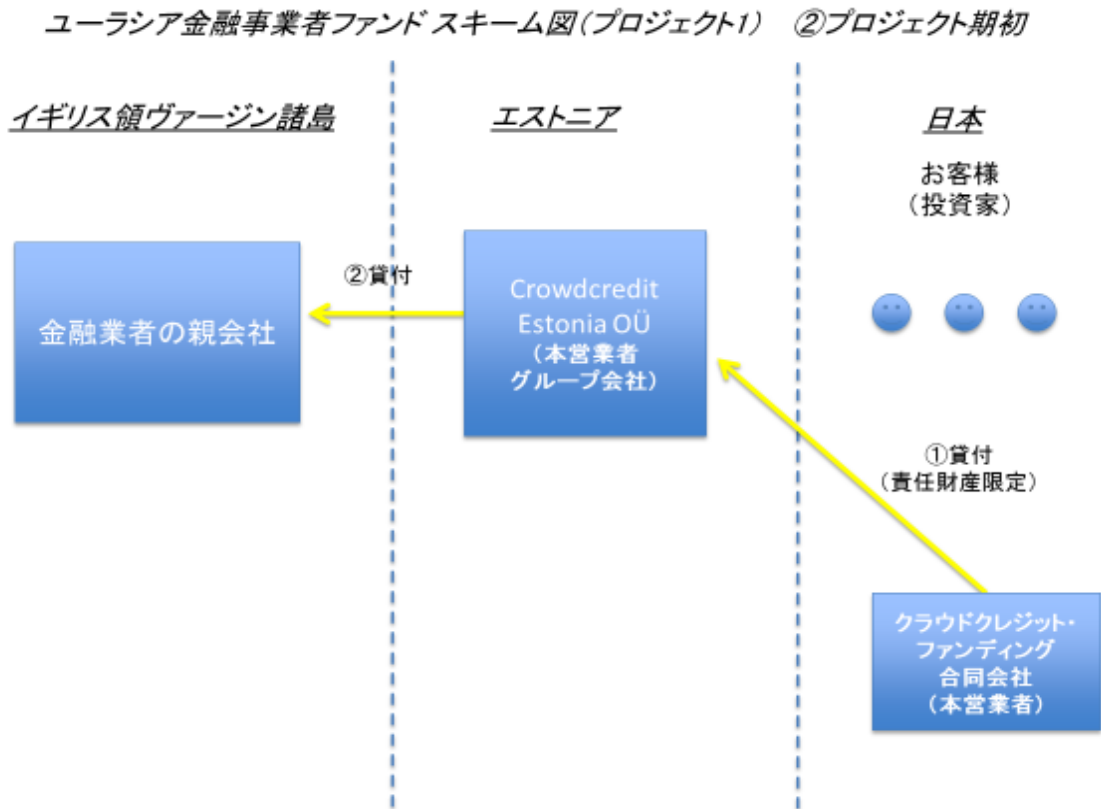 ユーラシア金融事業者ファンド スキーム図（プロジェクト1） ②プロジェクト期初
イギリス領ヴァージン諸島
エストニア
日本
お客様
（投資家）
金融業者の親会社
②貸付
Crowdcredit
Estonia OÜ
（本営業者
グループ会社）
①貸付
（責任財産限定）
クラウドクレジット・
ファンディング
合同会社
（本営業者）